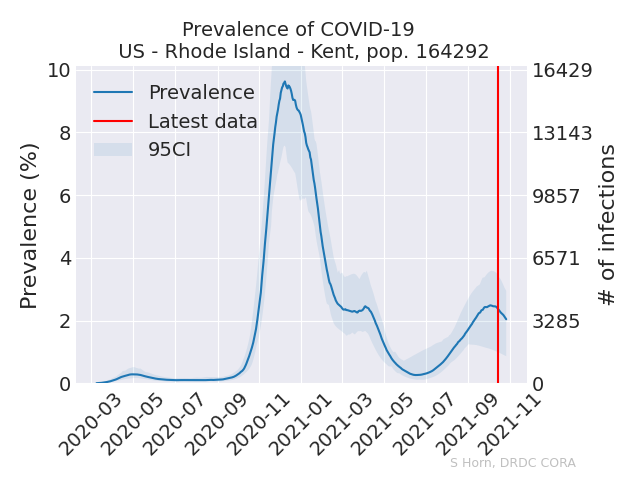 Prevalence of COVID-19
US - Rhode Island - Kent, pop. 164292
Prevalence
Latest data
95CI
Prevalence (%)
10
8
6
4
2
0
16429
13143
9857
6571
3285
0
# of infections
2020-03
2020-05
2020-07
2020-09
2020-11
2021-01
2021-03
2021-05
2021-07
2021-09
2021-11
S Horn, DRDC CORA